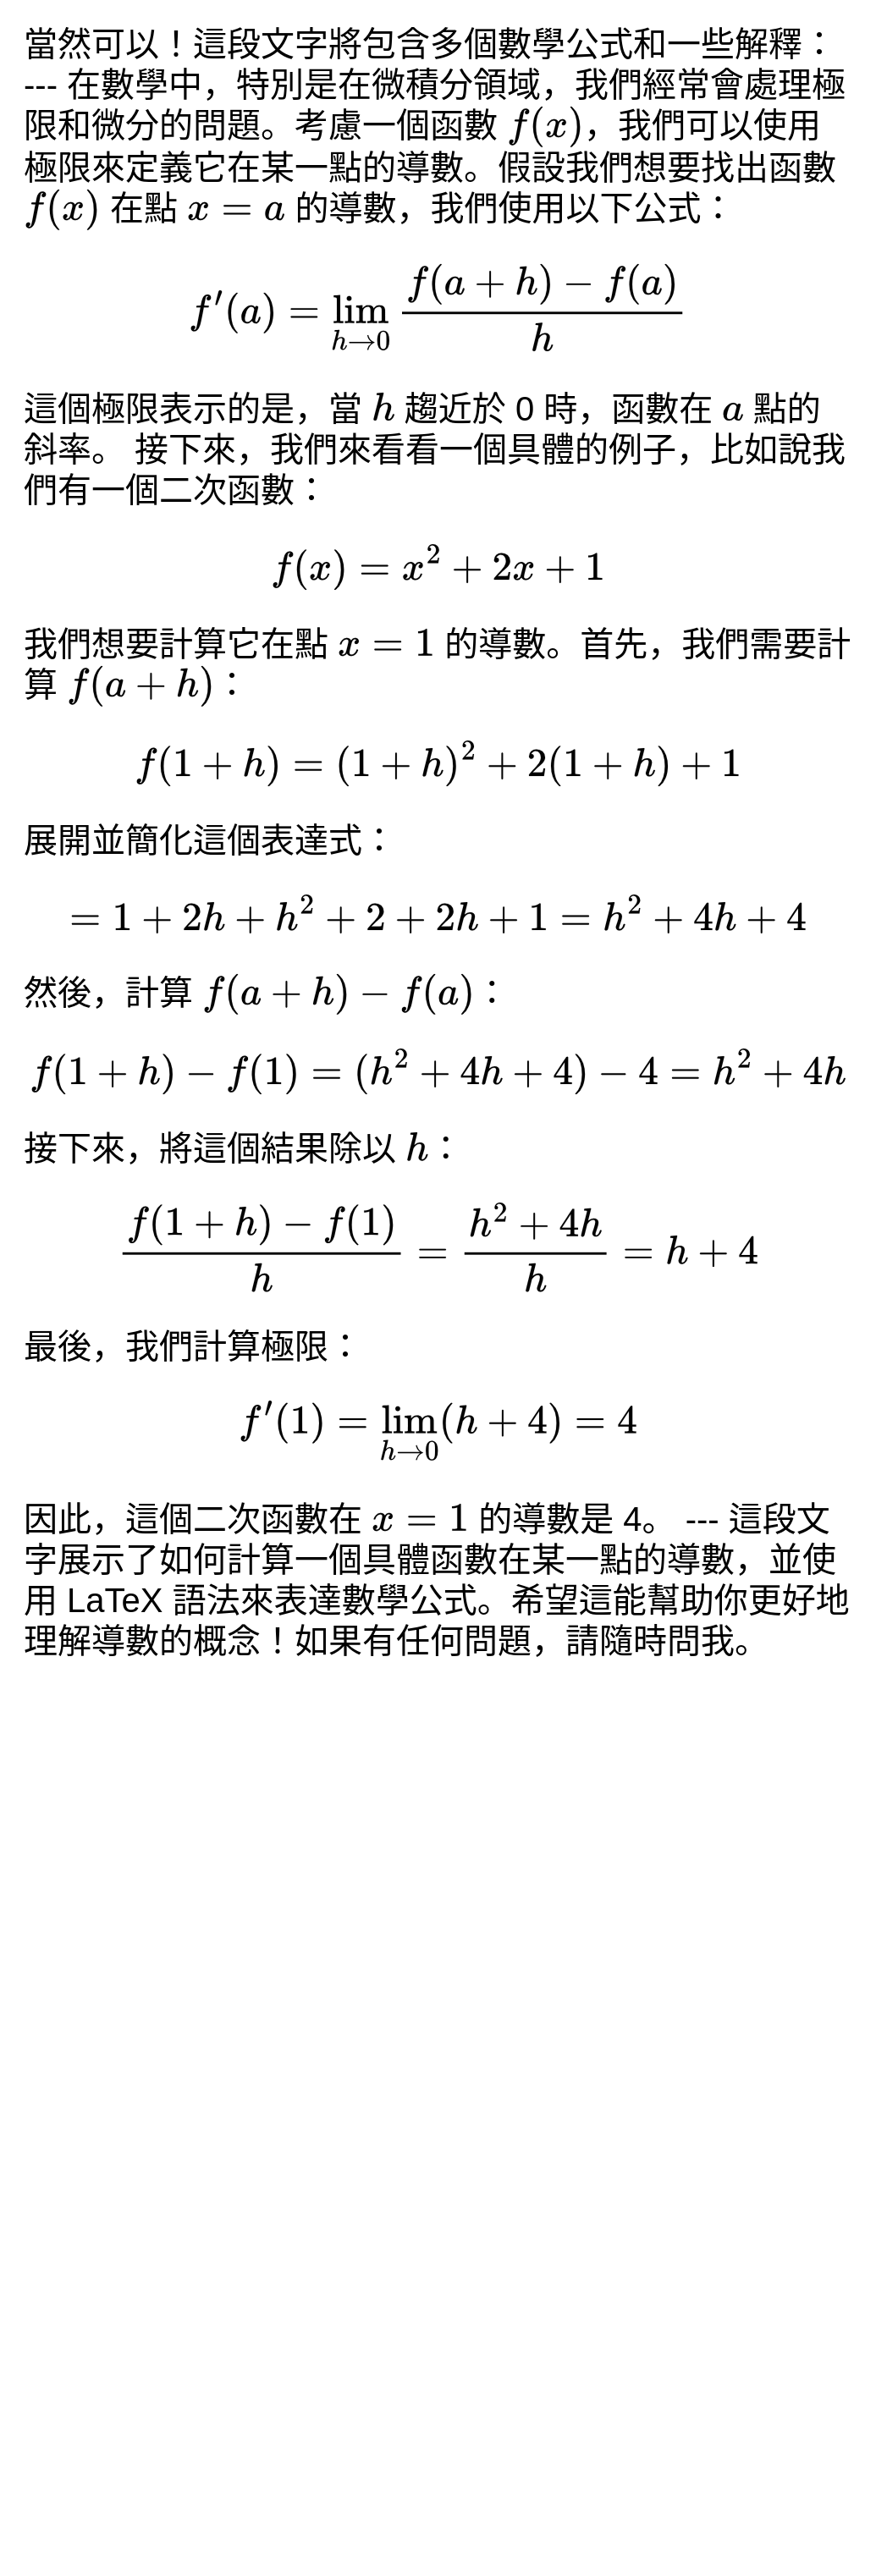 當然可以！這段文字將包含多個數學公式和一些解釋：
--- 在數學中，特別是在微積分領域，我們經常會處理極
限和微分的問題。考慮一個函數 $f(x)$，我們可以使用
極限來定義它在某一點的導數。假設我們想要找出函數
$f(x)$ 在點 $x = a$ 的導數，我們使用以下公式：
$f'(a) = \lim_{h \to 0} \frac{f(a+h) - f(a)}{h}$
這個極限表示的是，當 $h$ 趨近於 0 時，函數在 $a$ 點的
斜率。 接下來，我們來看看一個具體的例子，比如說我
們有一個二次函數：
$f(x) = x^2 + 2x + 1$
我們想要計算它在點 $x = 1$ 的導數。首先，我們需要計
算 $f(a + h)$：
$f(1 + h) = (1 + h)^2 + 2(1 + h) + 1$
展開並簡化這個表達式：
$= 1 + 2h + h^2 + 2 + 2h + 1 = h^2 + 4h + 4$
然後，計算 $f(a + h) - f(a)$：
$f(1 + h) - f(1) = (h^2 + 4h + 4) - 4 = h^2 + 4h$
接下來，將這個結果除以 $h$：
$\frac{f(1 + h) - f(1)}{h} = \frac{h^2 + 4h}{h} = h + 4$
最後，我們計算極限：
$f'(1) = \lim_{h \to 0} (h + 4) = 4$
因此，這個二次函數在 $x = 1$ 的導數是 4。 --- 這段文
字展示了如何計算一個具體函數在某一點的導數，並使
用 LaTeX 語法來表達數學公式。希望這能幫助你更好地
理解導數的概念！如果有任何問題，請隨時問我。